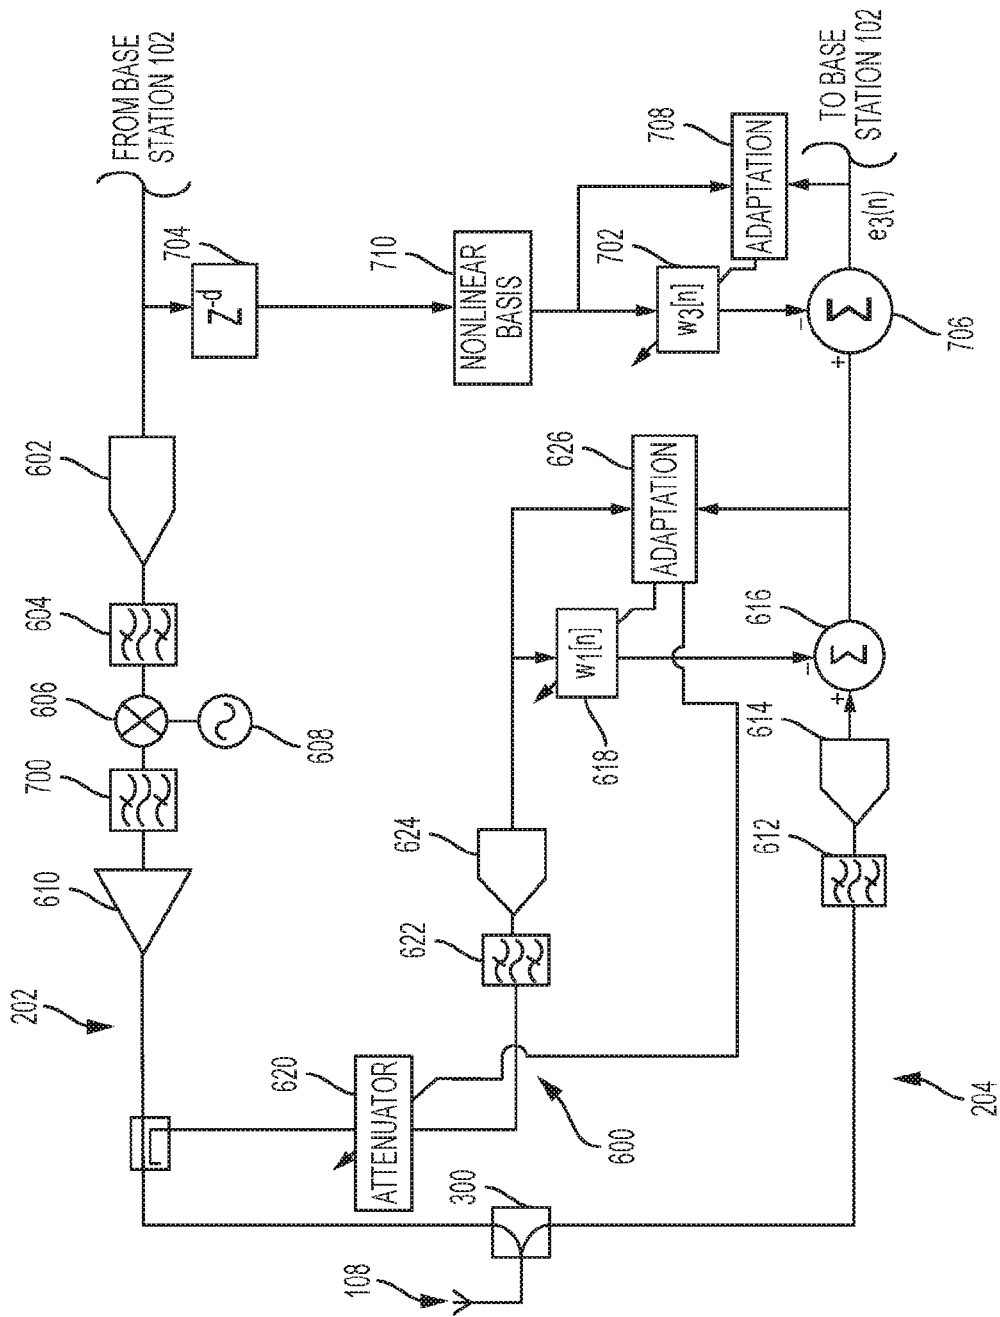 FROM BASE
STATION 102
TO BASE
STATION 102
708
ADAPTATION
e3(n)
704
Z-d
710
NONLINEAR
BASIS
702
w3[n]
Σ
–
+
706
602
626
ADAPTATION
604
616
w1[n]
Σ
–
+
606
608
618
614
700
624
612
610
622
202
620
ATTENUATOR
600
204
300
108